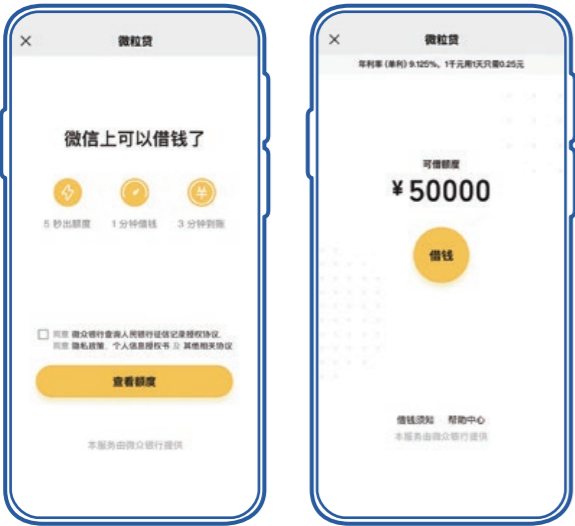 微粒贷
微信上可以借钱了
5 秒出额度
1 分钟借钱
3 分钟到账
同意 微众银行查询人民银行征信记录授权协议、
同意 隐私政策、个人信息授权书 及 其他相关协议
查看额度
本服务由微众银行提供
微粒贷
年利率（单利）9.125%，1千元用1天只需0.25元
可借额度
¥50000
借钱
借钱须知 帮助中心
本服务由微众银行提供